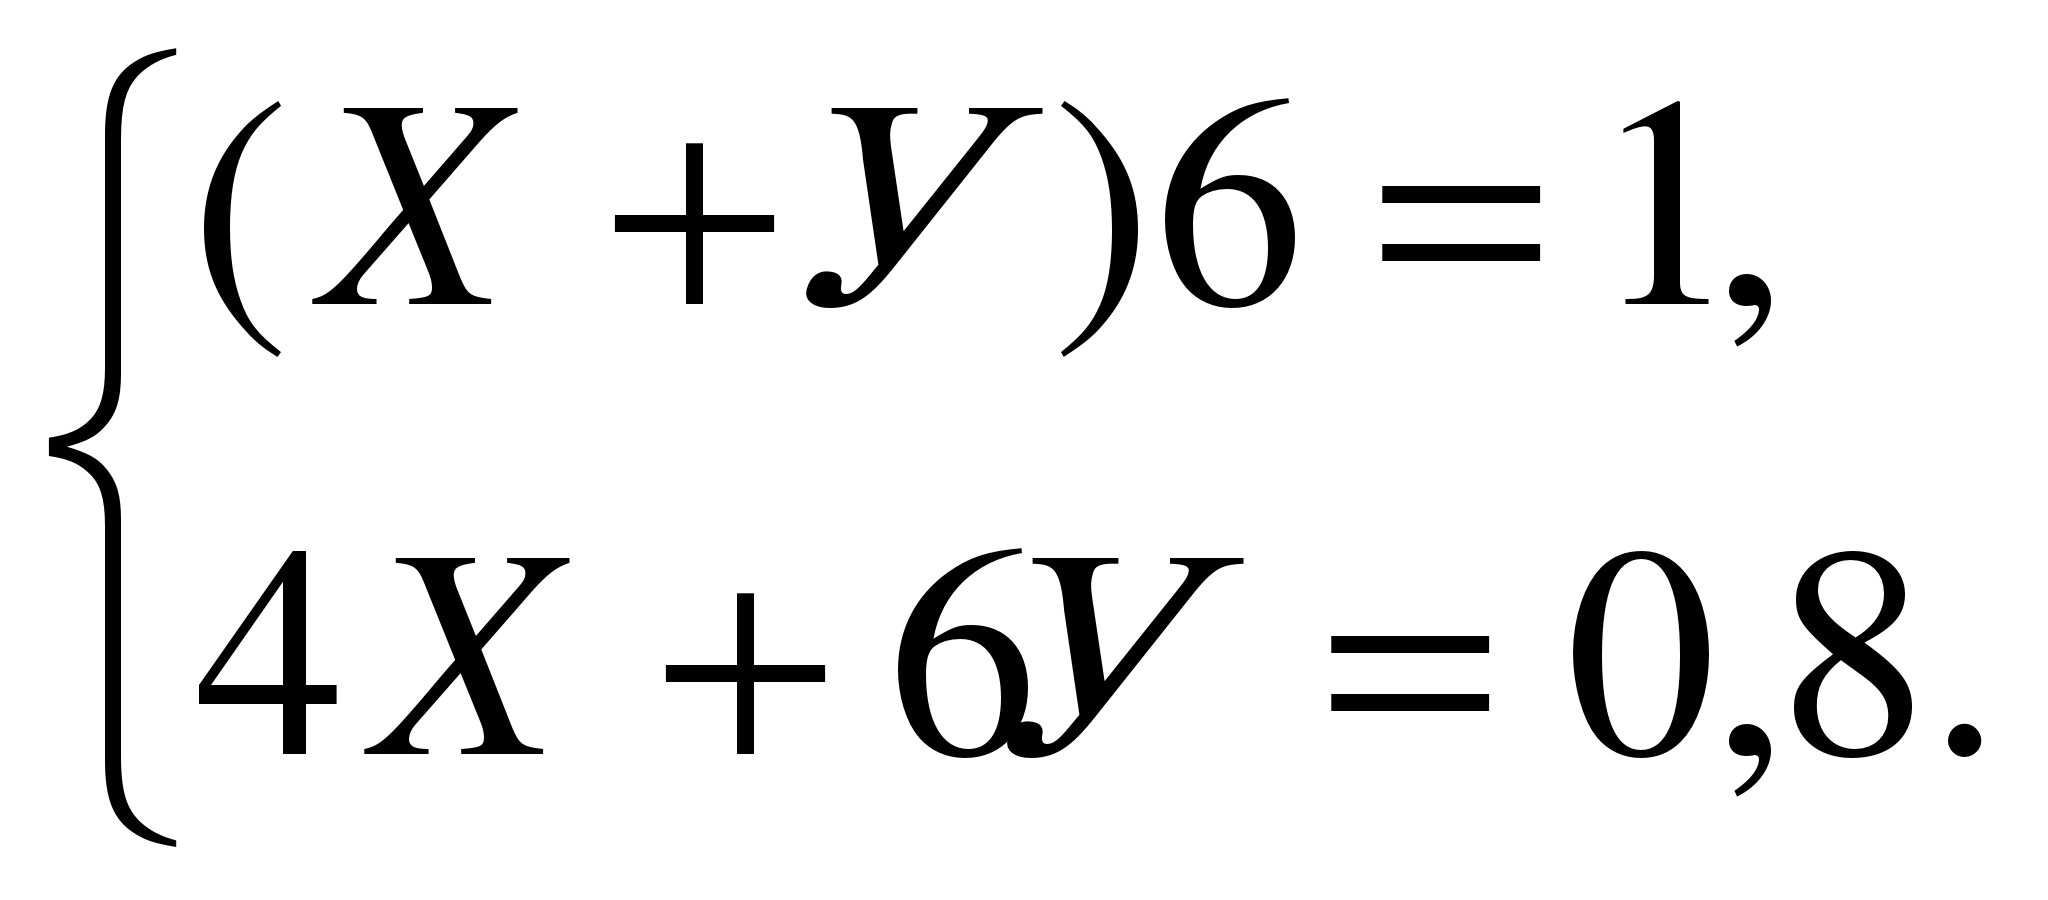 (X + У)6 = 1,
4X + 6У = 0,8.